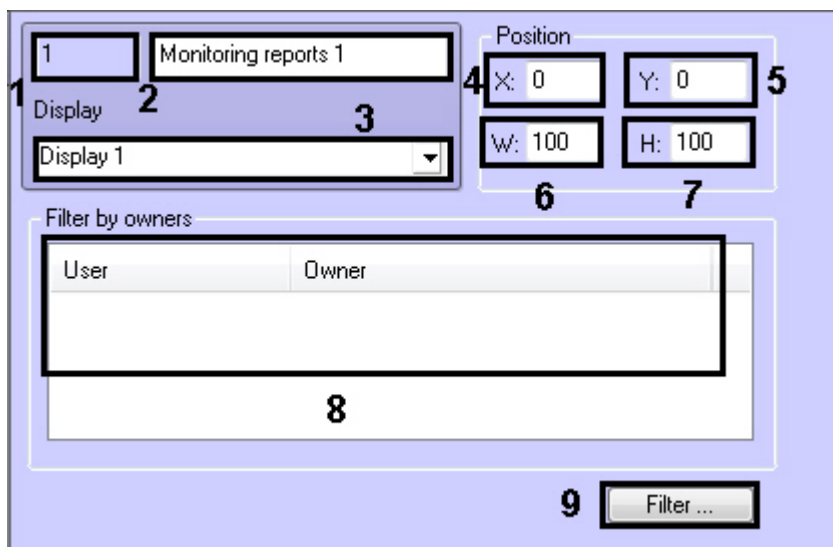 1 Monitoring reports 1
1 2
Display 3
Display 1
Position
4 X: 0 Y: 0 5
W: 100 H: 100
6 7
Filter by owners
User Owner
8
9 Filter ...